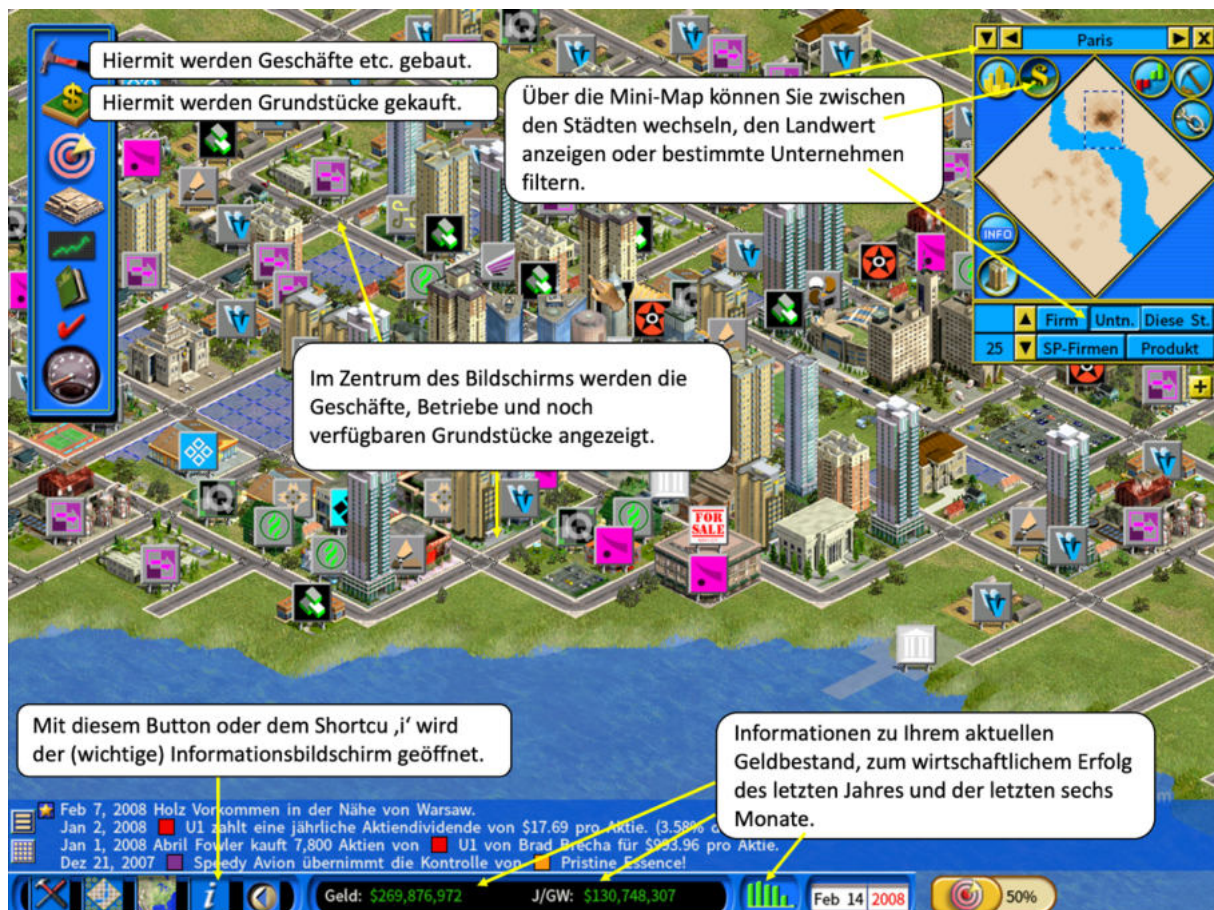 Hiermit werden Geschäfte etc. gebaut.
Hiermit werden Grundstücke gekauft.
Über die Mini-Map können Sie zwischen
den Städten wechseln, den Landwert
anzeigen oder bestimmte Unternehmen
filtern.
Paris
INFO
Firm Untn. Diese St.
25 SP-Firmen Produkt
Im Zentrum des Bildschirms werden die
Geschäfte, Betriebe und noch
verfügbaren Grundstücke angezeigt.
FOR
SALE
Mit diesem Button oder dem Shortcu ‚i‘ wird
der (wichtige) Informationsbildschirm geöffnet.
Informationen zu Ihrem aktuellen
Geldbestand, zum wirtschaftlichem Erfolg
des letzten Jahres und der letzten sechs
Monate.
Feb 7, 2008 Holz Vorkommen in der Nähe von Warsaw.
Jan 2, 2008 U1 zahlt eine jährliche Aktiendividende von $17.69 pro Aktie. (3.58%
Jan 1, 2008 Abril Fowler kauft 7,800 Aktien von U1 von Brad Brecha für $993.96 pro Aktie.
Dez 21, 2007 Speedy Avion übernimmt die Kontrolle von Pristine Essence!
Geld: $269,876,972 J/GW: $130,748,307 Feb 14 2008 50%